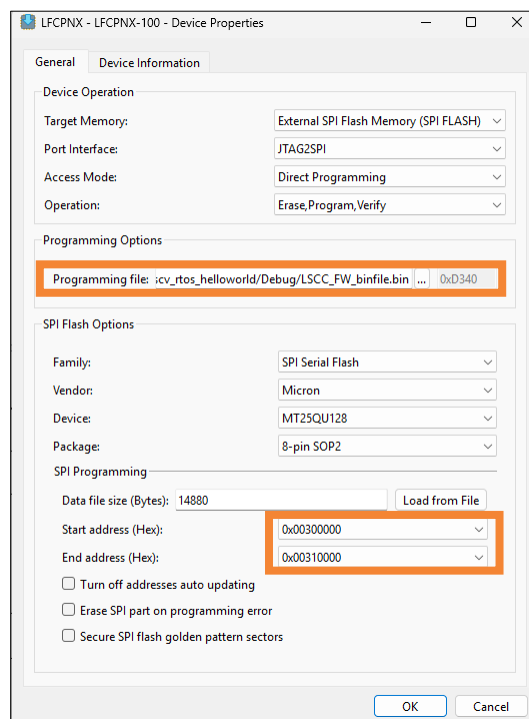 LFCPNX - LFCPNX-100 - Device Properties
General Device Information
Device Operation
Target Memory: External SPI Flash Memory (SPI FLASH)
Port Interface: JTAG2SPI
Access Mode: Direct Programming
Operation: Erase,Program,Verify
Programming Options
Programming file: :scv_rtos_helloworld/Debug/LSCC_FW_binfile.bin ... 0xD340
SPI Flash Options
Family: SPI Serial Flash
Vendor: Micron
Device: MT25QU128
Package: 8-pin SOP2
SPI Programming
Data file size (Bytes): 14880 Load from File
Start address (Hex): 0x00300000
End address (Hex): 0x00310000
Turn off addresses auto updating
Erase SPI part on programming error
Secure SPI flash golden pattern sectors
OK Cancel